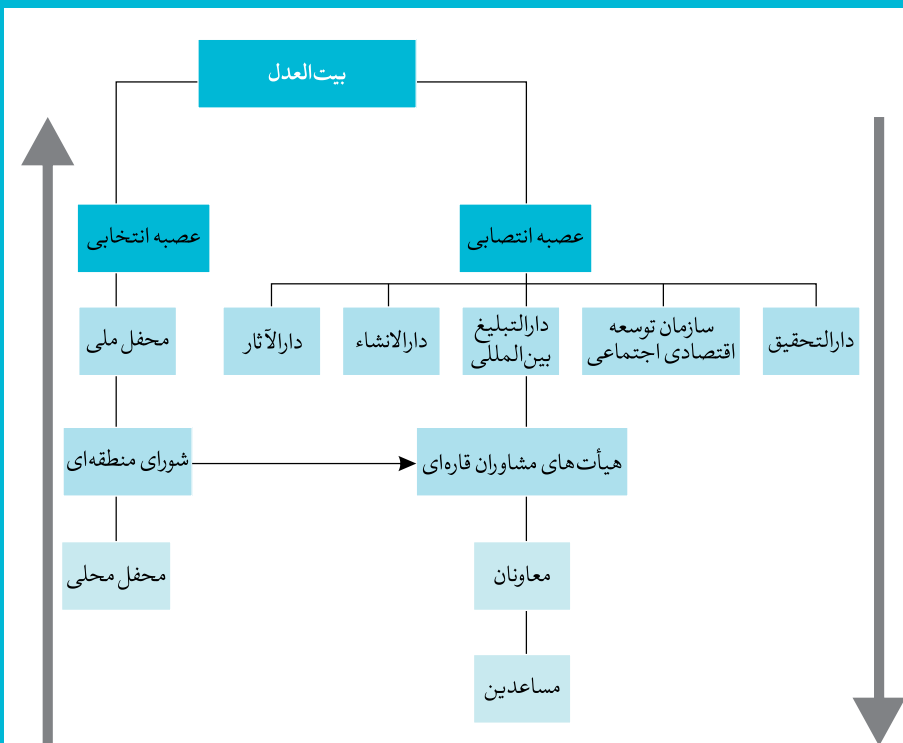 بیت‌العدل
عصبه انتصابی
عصبه انتخابی
دارالتحقیق
سازمان توسعه
اقتصادی اجتماعی
دارالتبلیغ
بین‌المللی
دارالانشاء
دارالآثار
محفل ملی
هیأت‌های مشاوران قاره‌ای
شورای منطقه‌ای
معاونان
محفل محلی
مساعدین